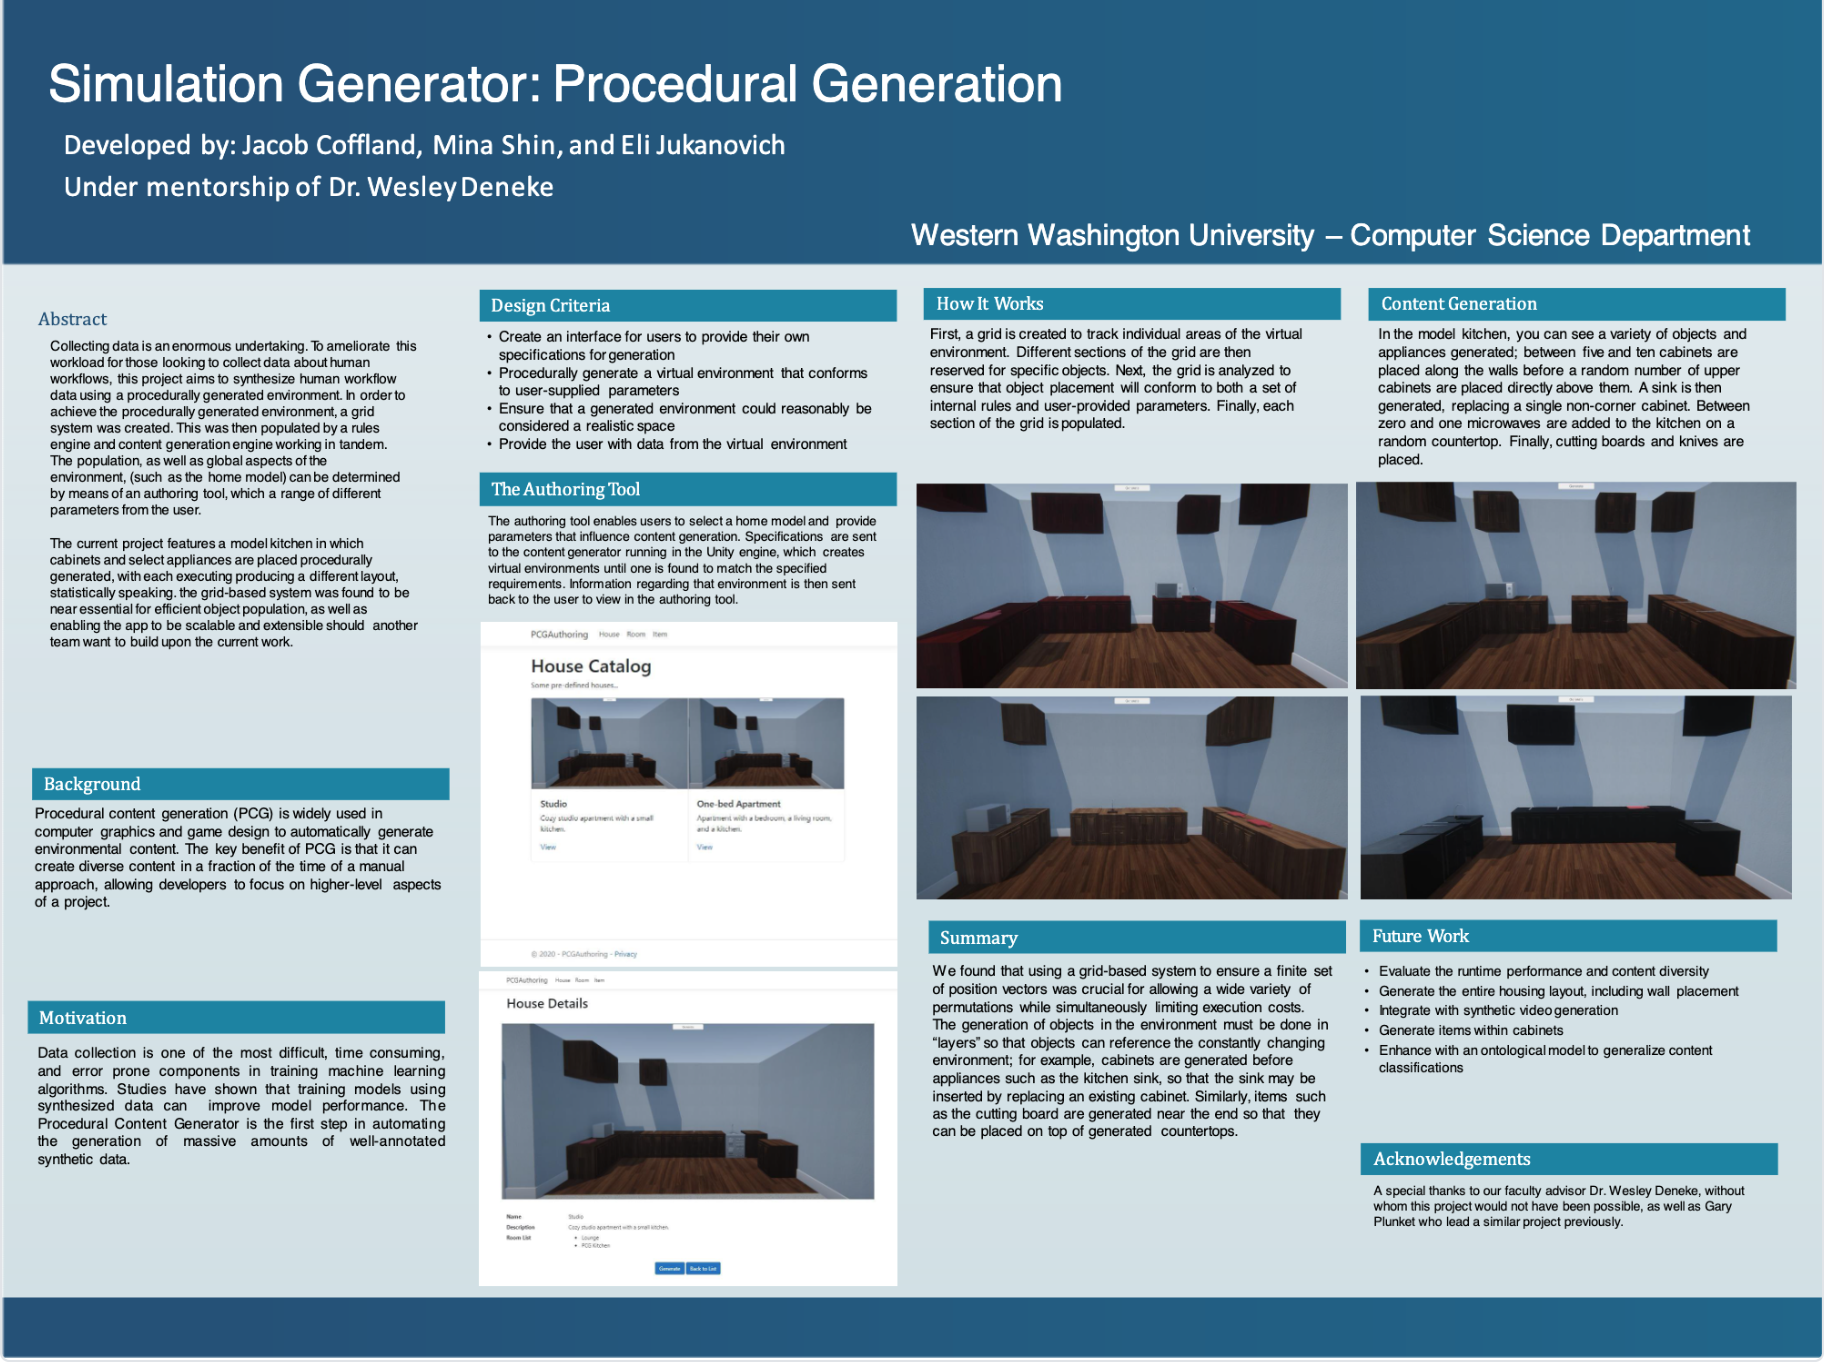 Simulation Generator: Procedural Generation
Developed by: Jacob Coffland, Mina Shin, and Eli Jukanovich
Under mentorship of Dr. Wesley Deneke
Western Washington University – Computer Science Department
Abstract
Collecting data is an enormous undertaking. To ameliorate this
workload for those looking to collect data about human
workflows, this project aims to synthesize human workflow
data using a procedurally generated environment. In order to
achieve the procedurally generated environment, a grid
system was created. This was then populated by a rules
engine and content generation engine working in tandem.
The population, as well as global aspects of the
environment, (such as the home model) can be determined
by means of an authoring tool, which a range of different
parameters from the user.
The current project features a model kitchen in which
cabinets and select appliances are placed procedurally
generated, with each executing producing a different layout,
statistically speaking. the grid-based system was found to be
near essential for efficient object population, as well as
enabling the app to be scalable and extensible should another
team want to build upon the current work.
Background
Procedural content generation (PCG) is widely used in
computer graphics and game design to automatically generate
environmental content. The key benefit of PCG is that it can
create diverse content in a fraction of the time of a manual
approach, allowing developers to focus on higher-level aspects
of a project.
Motivation
Data collection is one of the most difficult, time consuming,
and error prone components in training machine learning
algorithms. Studies have shown that training models using
synthesized data can improve model performance. The
Procedural Content Generator is the first step in automating
the generation of massive amounts of well-annotated
synthetic data.
Design Criteria
• Create an interface for users to provide their own
specifications for generation
• Procedurally generate a virtual environment that conforms
to user-supplied parameters
• Ensure that a generated environment could reasonably be
considered a realistic space
• Provide the user with data from the virtual environment
The Authoring Tool
The authoring tool enables users to select a home model and provide
parameters that influence content generation. Specifications are sent
to the content generator running in the Unity engine, which creates
virtual environments until one is found to match the specified
requirements. Information regarding that environment is then sent
back to the user to view in the authoring tool.
PCGAuthoring House Room Item
House Catalog
Some pre-defined houses...
Studio
Cozy studio apartment with a small
kitchen.
View
One-bed Apartment
Apartment with a bedroom, a living room,
and a kitchen.
View
© 2020 - PCGAuthoring - Privacy
PCGAuthoring House Room Item
House Details
Name Studio
Description Cozy studio apartment with a small kitchen.
Room List • Lounge
• PCG Kitchen
Generate Back to List
How It Works
First, a grid is created to track individual areas of the virtual
environment. Different sections of the grid are then
reserved for specific objects. Next, the grid is analyzed to
ensure that object placement will conform to both a set of
internal rules and user-provided parameters. Finally, each
section of the grid is populated.
Content Generation
In the model kitchen, you can see a variety of objects and
appliances generated; between five and ten cabinets are
placed along the walls before a random number of upper
cabinets are placed directly above them. A sink is then
generated, replacing a single non-corner cabinet. Between
zero and one microwaves are added to the kitchen on a
random countertop. Finally, cutting boards and knives are
placed.
Summary
We found that using a grid-based system to ensure a finite set
of position vectors was crucial for allowing a wide variety of
permutations while simultaneously limiting execution costs.
The generation of objects in the environment must be done in
“layers” so that objects can reference the constantly changing
environment; for example, cabinets are generated before
appliances such as the kitchen sink, so that the sink may be
inserted by replacing an existing cabinet. Similarly, items such
as the cutting board are generated near the end so that they
can be placed on top of generated countertops.
Future Work
• Evaluate the runtime performance and content diversity
• Generate the entire housing layout, including wall placement
• Integrate with synthetic video generation
• Generate items within cabinets
• Enhance with an ontological model to generalize content
classifications
Acknowledgements
A special thanks to our faculty advisor Dr. Wesley Deneke, without
whom this project would not have been possible, as well as Gary
Plunket who lead a similar project previously.